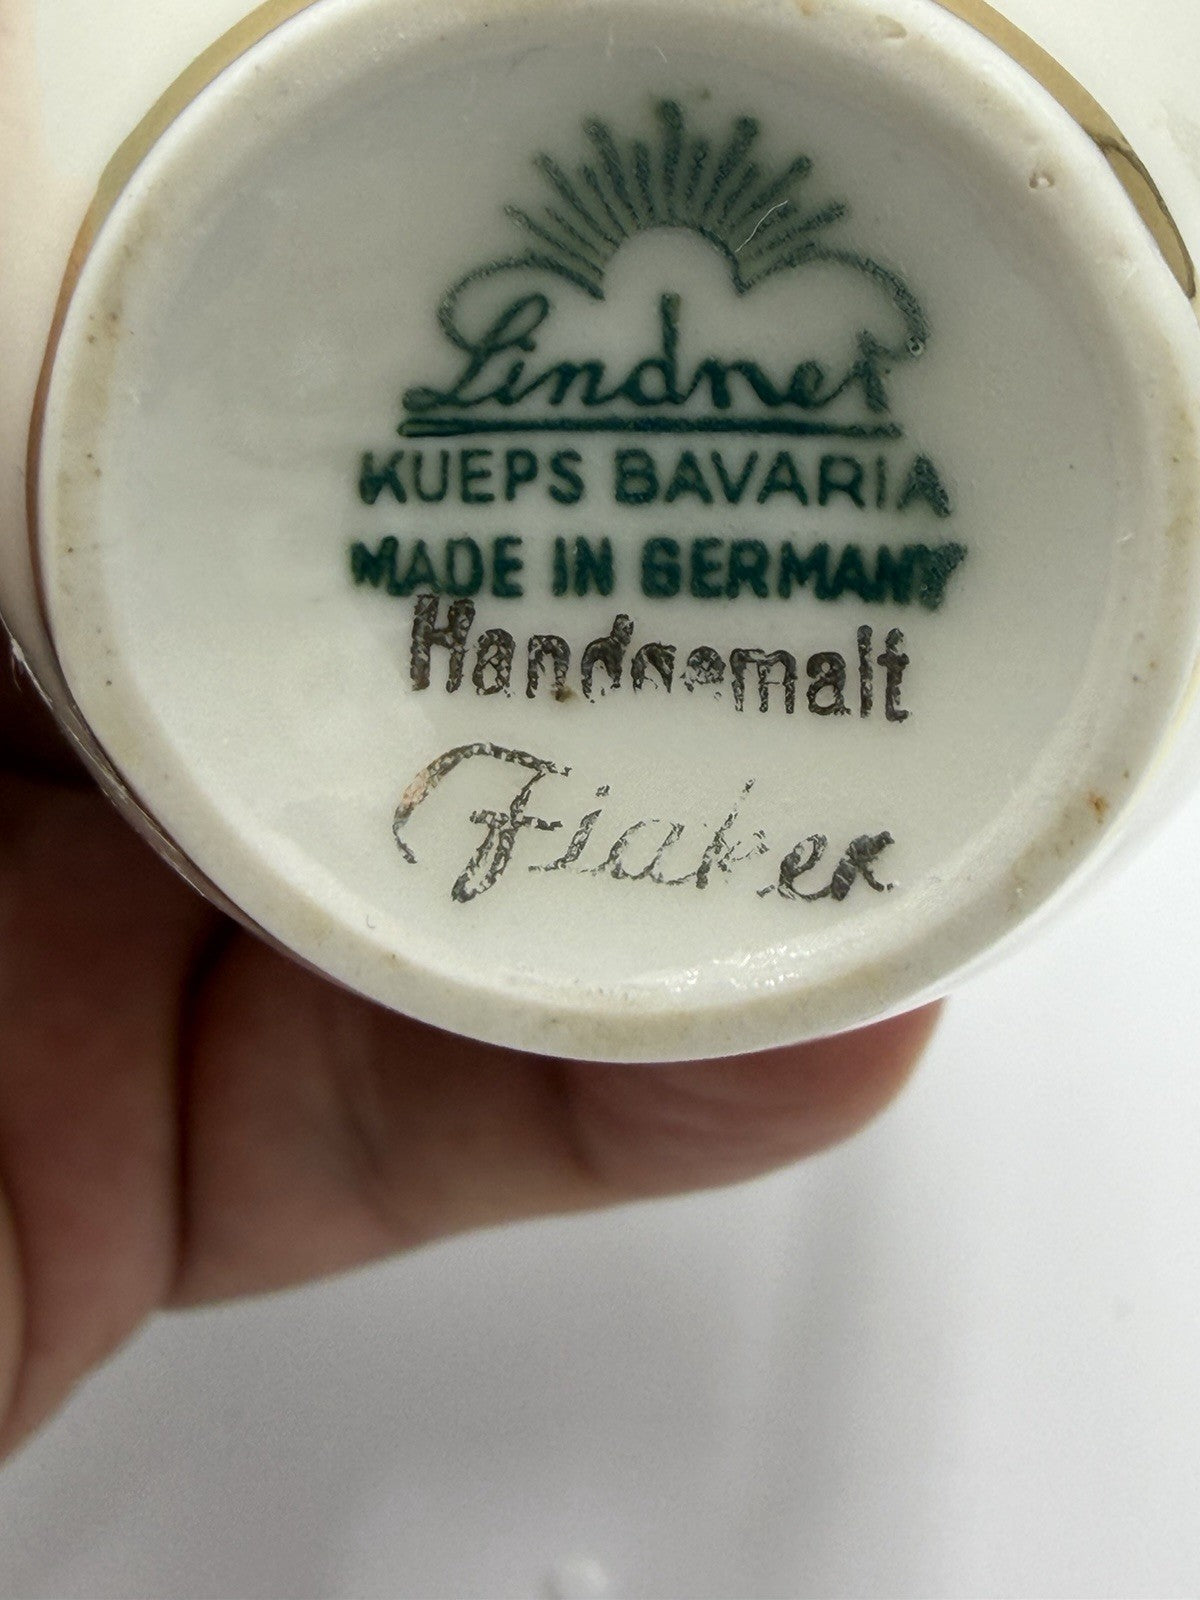 Lindner
KUEPS BAVARIA
MADE IN GERMANY
Handgemalt
Fiaker